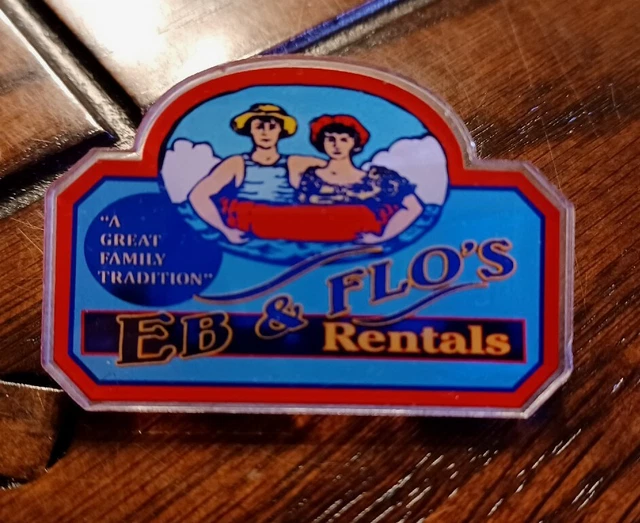 "A
GREAT
FAMILY
TRADITION"
EB & FLO'S
Rentals